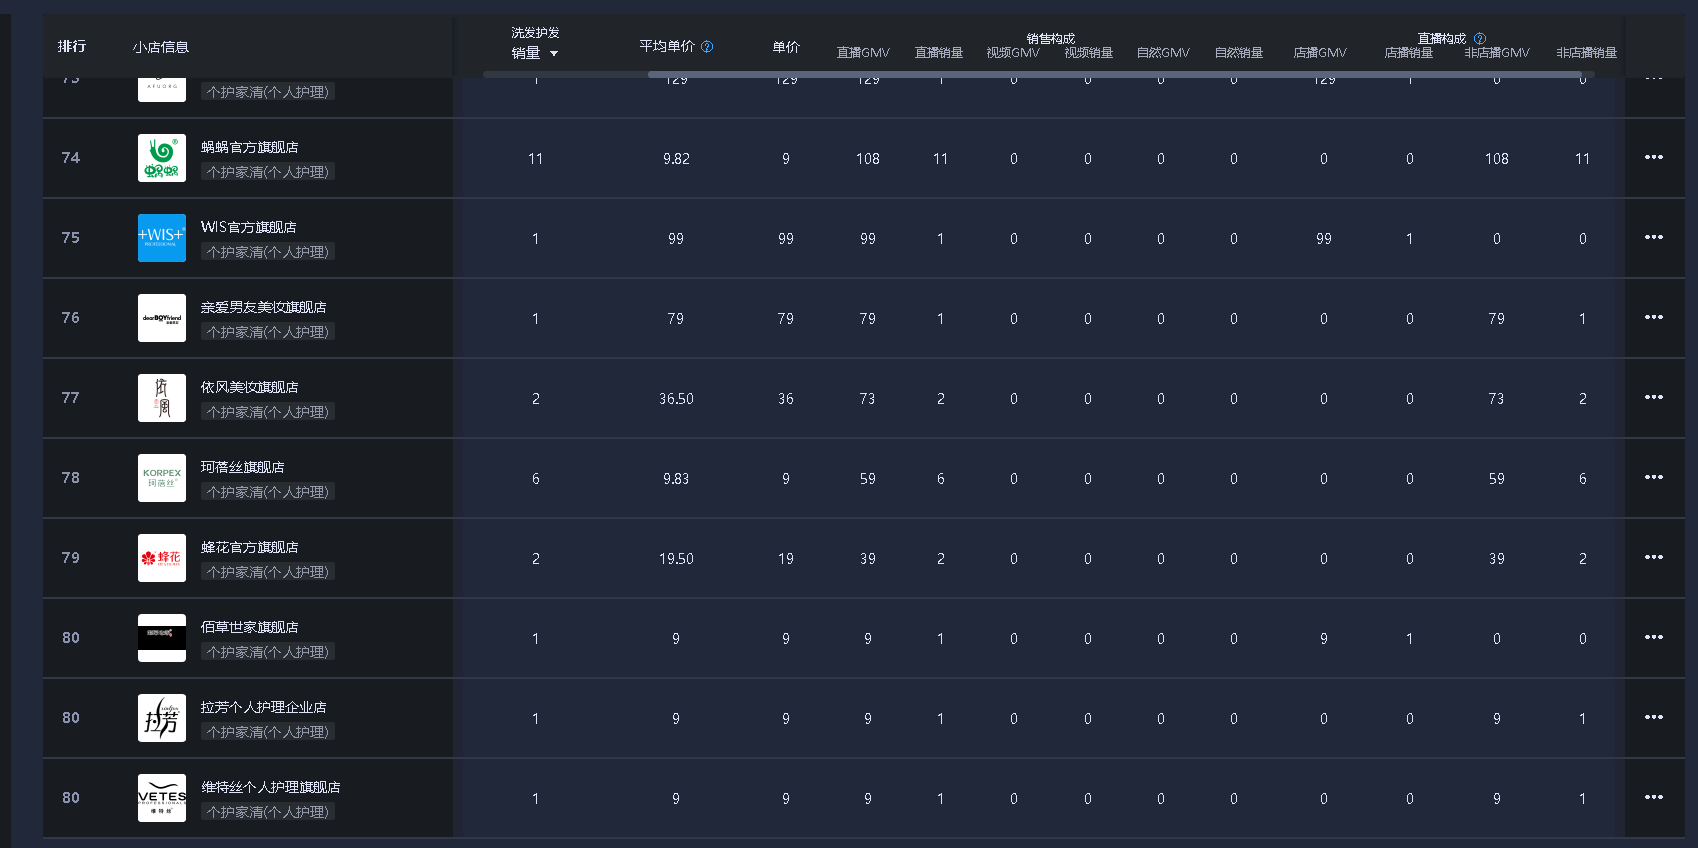 排行 小店信息 洗发护发 销量 平均单价 单价 销售构成 直播构成
直播GMV 直播销量 视频GMV 视频销量 自然GMV 自然销量 店播GMV 店播销量 非店播GMV 非店播销量
73 1 129 129 129 1 0 0 0 0 129 1 0 0
AFUORG
个护家清(个人护理)
74 蜗蜗 蜗蜗官方旗舰店 11 9.82 9 108 11 0 0 0 0 0 0 108 11
个护家清(个人护理)
75 +WIS+ PROFESSIONAL WIS官方旗舰店 1 99 99 99 1 0 0 0 0 99 1 0 0
个护家清(个人护理)
76 dearBOYfriend 亲爱男友美妆旗舰店 1 79 79 79 1 0 0 0 0 0 0 79 1
个护家清(个人护理)
77 依风 依风美妆旗舰店 2 36.50 36 73 2 0 0 0 0 0 0 73 2
个护家清(个人护理)
78 KORPEX 珂蓓丝 珂蓓丝旗舰店 6 9.83 9 59 6 0 0 0 0 0 0 59 6
个护家清(个人护理)
79 蜂花 蜂花官方旗舰店 2 19.50 19 39 2 0 0 0 0 0 0 39 2
个护家清(个人护理)
80 佰草世家旗舰店 1 9 9 9 1 0 0 0 0 9 1 0 0
个护家清(个人护理)
80 拉芳 拉芳个人护理企业店 1 9 9 9 1 0 0 0 0 0 0 9 1
个护家清(个人护理)
80 VETES PROFESSIONALS 维特丝 维特丝个人护理旗舰店 1 9 9 9 1 0 0 0 0 0 0 9 1
个护家清(个人护理)